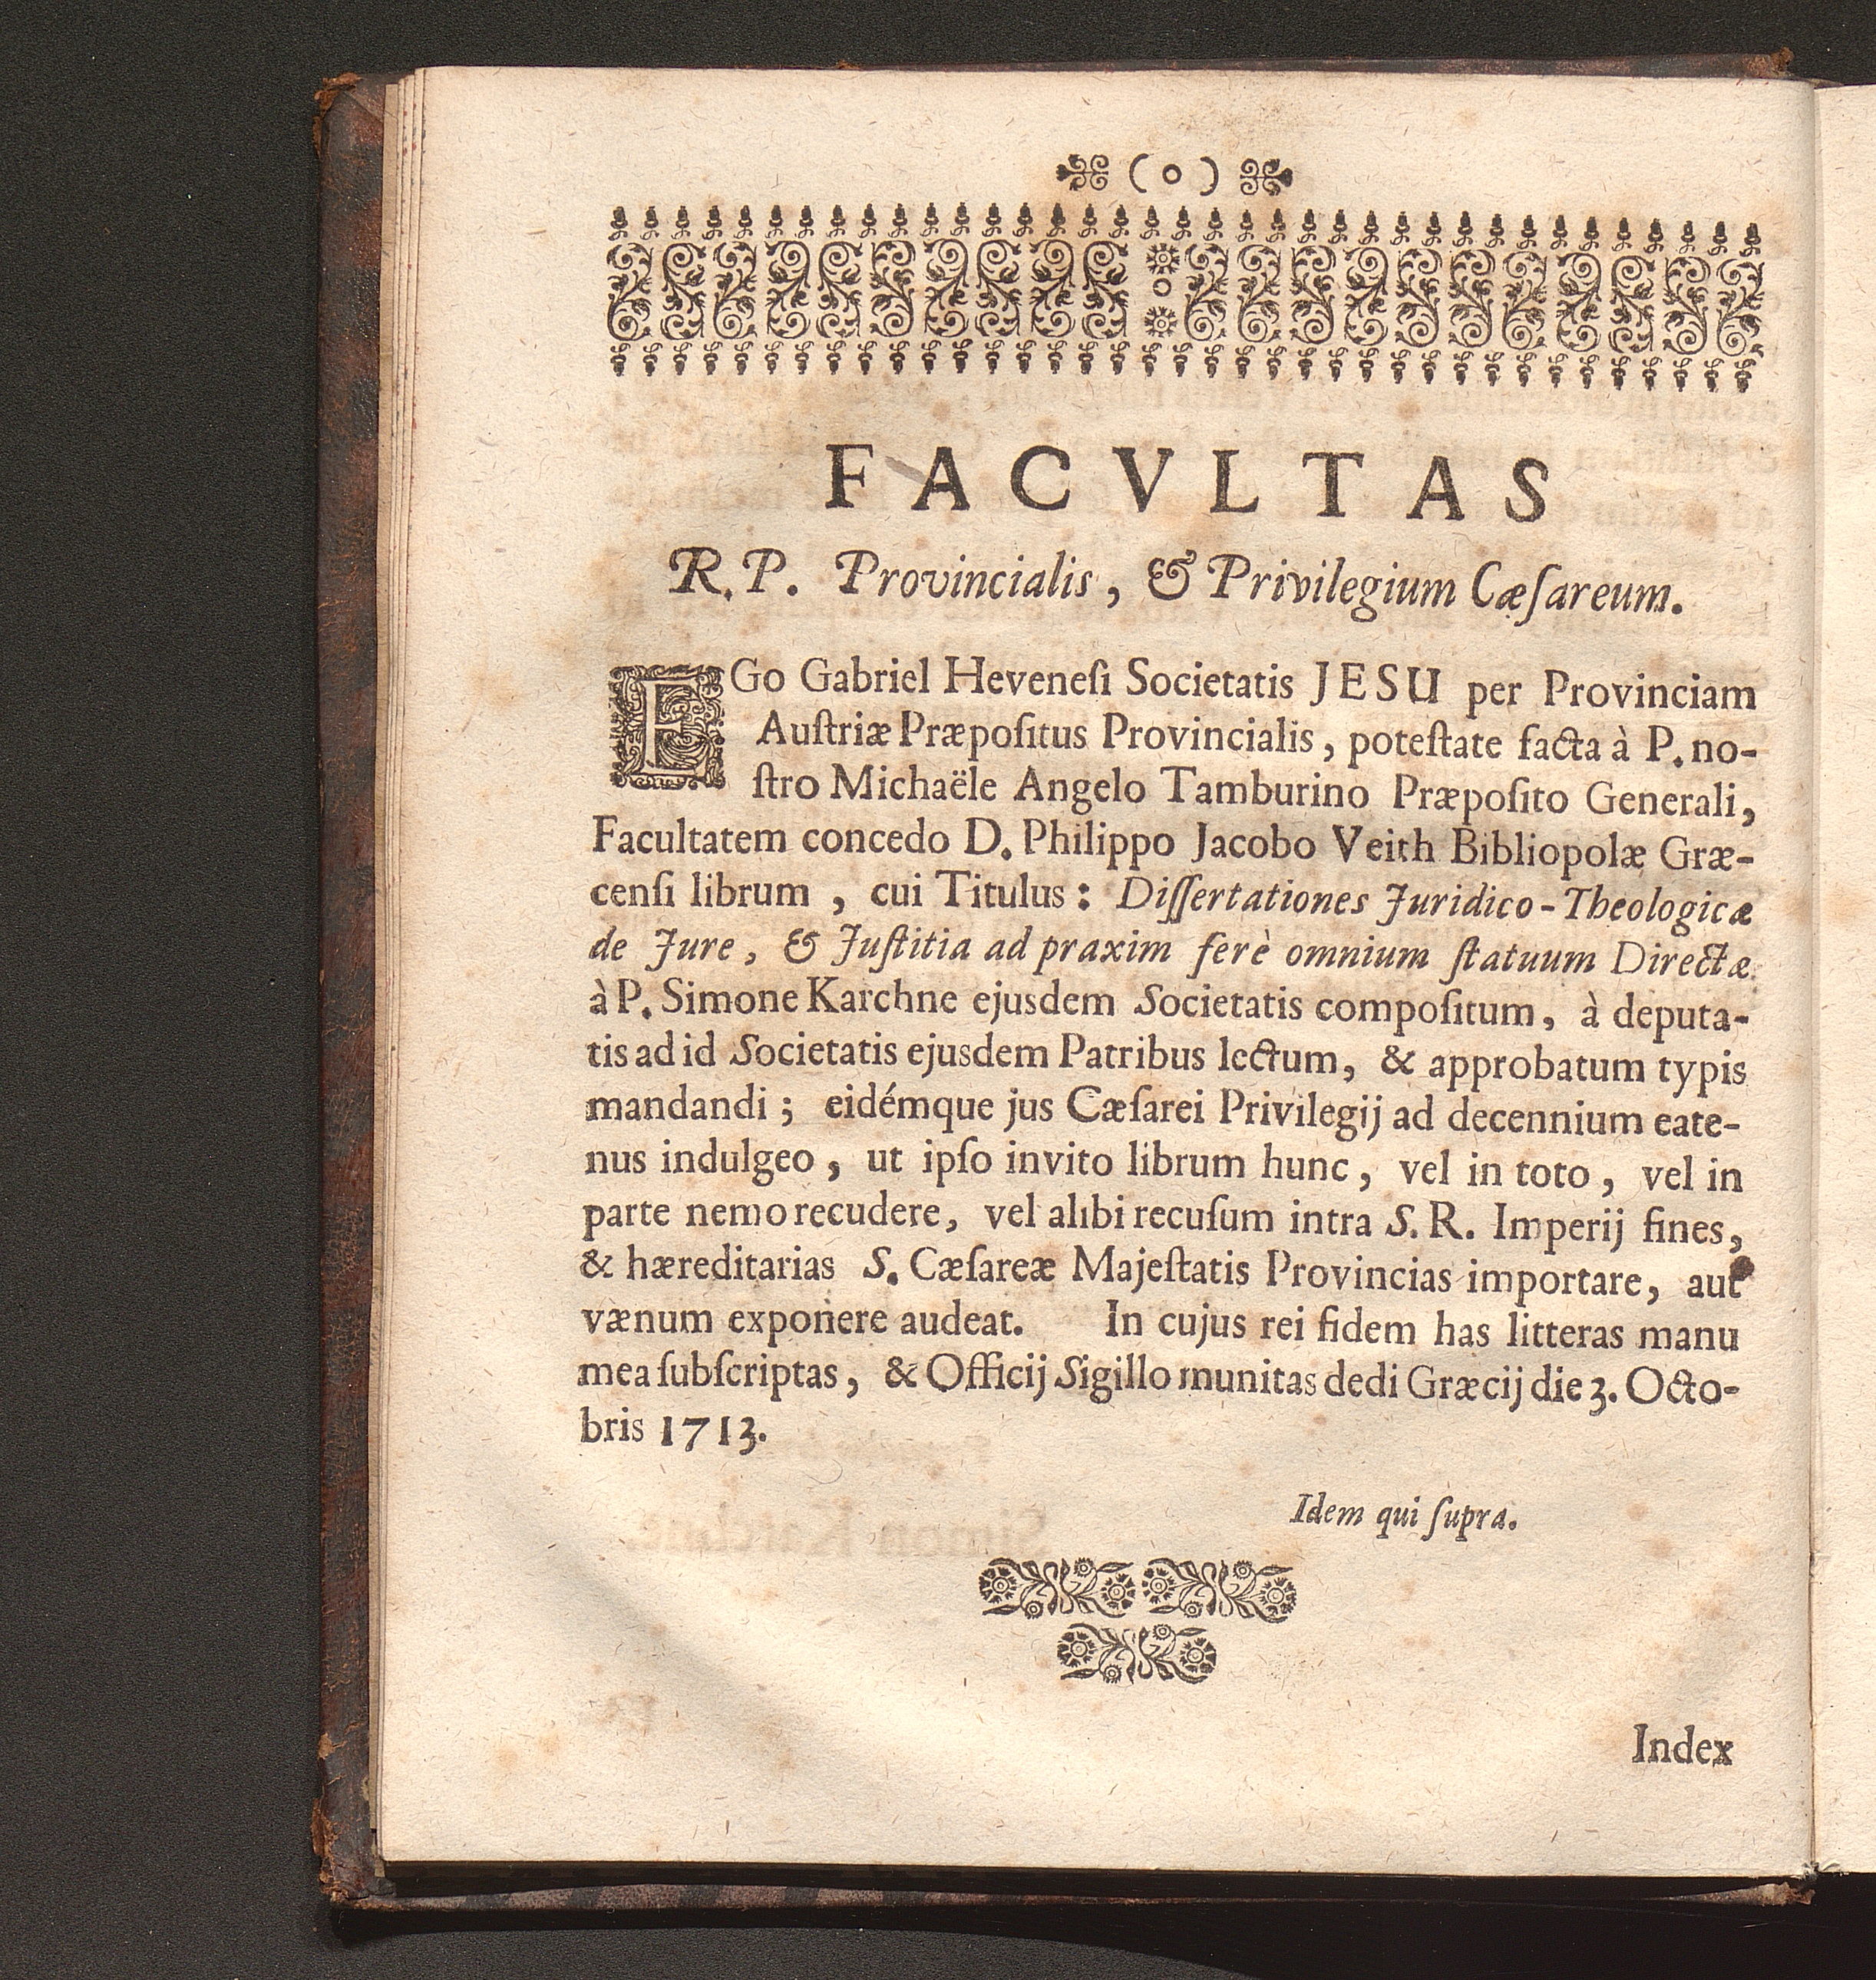 ( o )
FACVLTAS
R. P. Provincialis, & Privilegium Cæſareum.
EGo Gabriel Heveneſi Societatis JESU per Provinciam
Auſtriæ Præpoſitus Provincialis, poteſtate facta à P. no-
ſtro Michaële Angelo Tamburino Præpoſito Generali,
Facultatem concedo D. Philippo Jacobo Veith Bibliopolæ Græ-
cenſi librum, cui Titulus: Diſſertationes Juridico-Theologicæ
de Jure, & Juſtitia ad praxim ferè omnium ſtatuum Directæ
à P. Simone Karchne ejusdem Societatis compoſitum, à deputa-
tis ad id Societatis ejusdem Patribus lectum, & approbatum typis
mandandi; eidémque jus Cæſarei Privilegij ad decennium eate-
nus indulgeo, ut ipſo invito librum hunc, vel in toto, vel in
parte nemo recudere, vel alibi recuſum intra S. R. Imperij fines,
& hæreditarias S. Cæſareæ Majeſtatis Provincias importare, aut
vænum exponere audeat. In cujus rei fidem has litteras manu
mea ſubſcriptas, & Officij Sigillo munitas dedi Græcij die 3. Octo-
bris 1713.
Idem qui ſupra.
Index